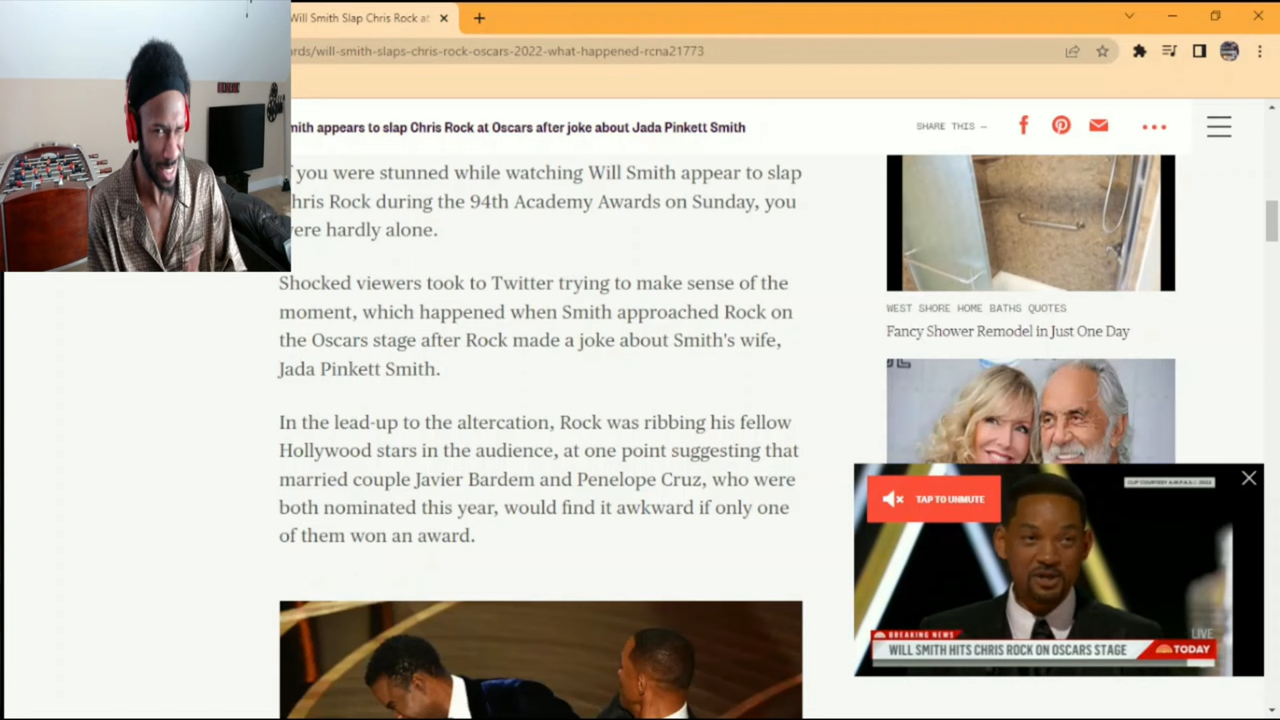 Will Smith Slap Chris Rock at
rds/will-smith-slaps-chris-rock-oscars-2022-what-happened-rcna21773
mith appears to slap Chris Rock at Oscars after joke about Jada Pinkett Smith
SHARE THIS —
you were stunned while watching Will Smith appear to slap
hris Rock during the 94th Academy Awards on Sunday, you
ere hardly alone.
Shocked viewers took to Twitter trying to make sense of the
moment, which happened when Smith approached Rock on
the Oscars stage after Rock made a joke about Smith's wife,
Jada Pinkett Smith.
In the lead-up to the altercation, Rock was ribbing his fellow
Hollywood stars in the audience, at one point suggesting that
married couple Javier Bardem and Penelope Cruz, who were
both nominated this year, would find it awkward if only one
of them won an award.
WEST SHORE HOME BATHS QUOTES
Fancy Shower Remodel in Just One Day
TAP TO UNMUTE
CLIP COURTESY A.M.P.A.S.© 2022
LIVE
BREAKING NEWS
WILL SMITH HITS CHRIS ROCK ON OSCARS STAGE
TODAY